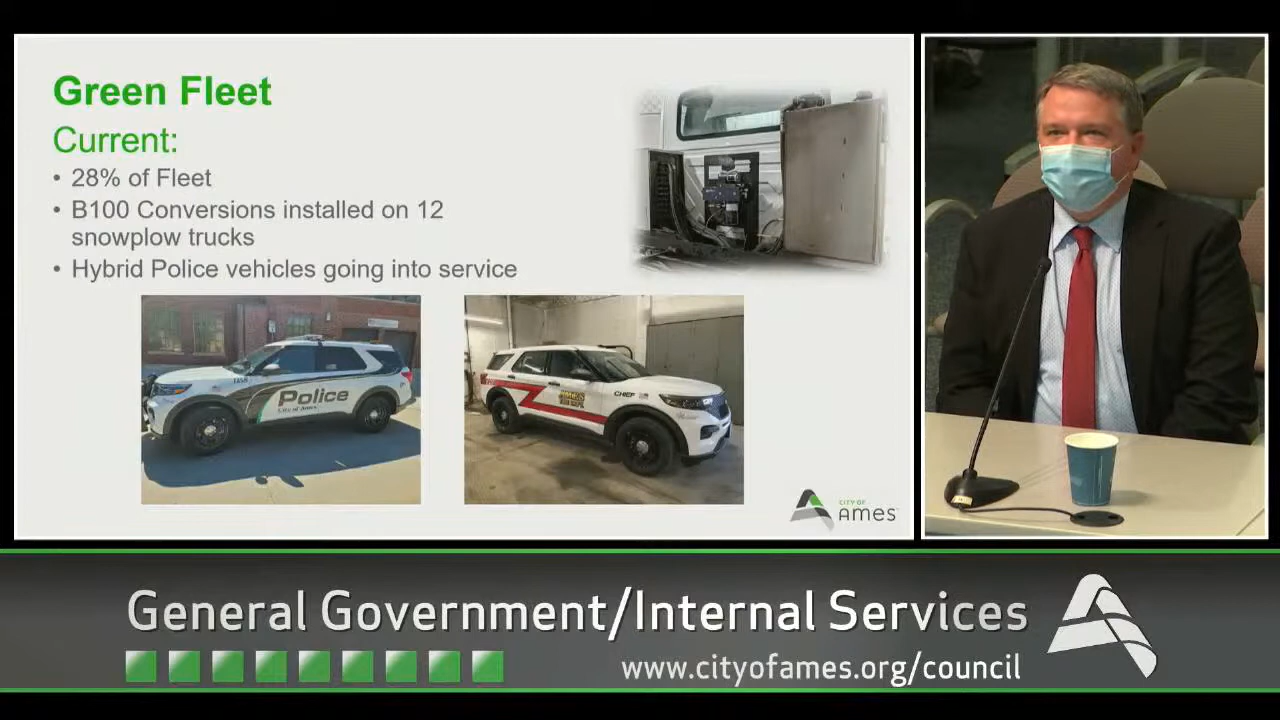 Green Fleet
Current:
• 28% of Fleet
• B100 Conversions installed on 12
snowplow trucks
• Hybrid Police vehicles going into service
Police
City of Ames
CHIEF
CITY OF
AMES
General Government/Internal Services
www.cityofames.org/council